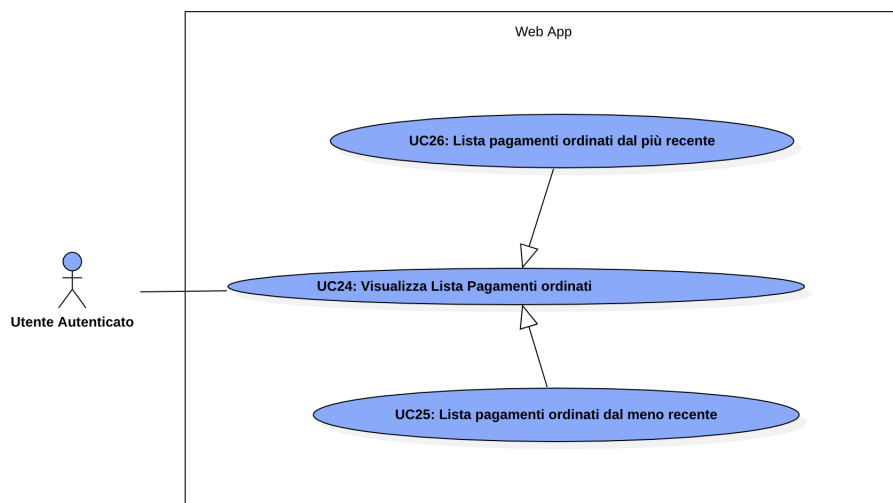 Web App
UC26: Lista pagamenti ordinati dal più recente
UC24: Visualizza Lista Pagamenti ordinati
Utente Autenticato
UC25: Lista pagamenti ordinati dal meno recente